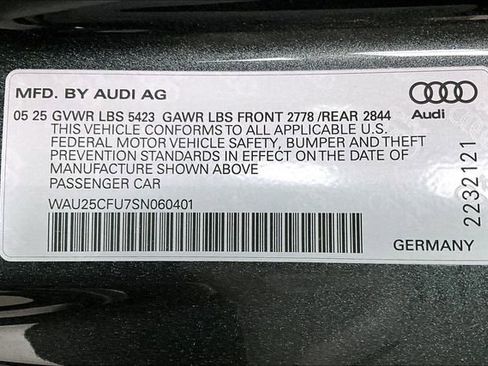 MFD. BY AUDI AG
Audi
05 25 GVWR LBS 5423 GAWR LBS FRONT 2778 /REAR 2844
THIS VEHICLE CONFORMS TO ALL APPLICABLE U.S.
FEDERAL MOTOR VEHICLE SAFETY, BUMPER AND THEFT
PREVENTION STANDARDS IN EFFECT ON THE DATE OF
MANUFACTURE SHOWN ABOVE
PASSENGER CAR
WAU25CFU7SN060401
2232121
GERMANY